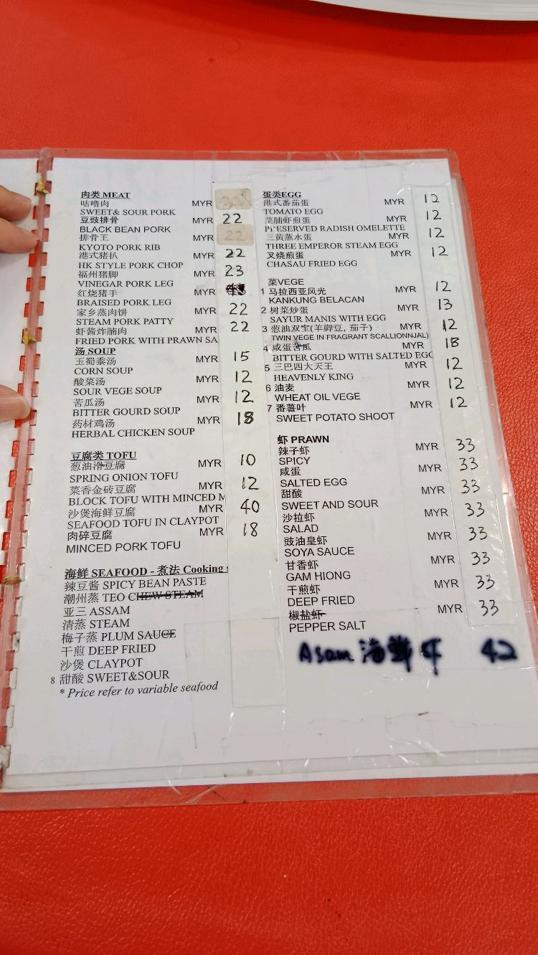 肉类 MEAT
咕噜肉 MYR
SWEET& SOUR PORK
豆豉排骨 MYR 22
BLACK BEAN PORK
排骨王 MYR 22
KYOTO PORK RIB
港式猪扒 MYR 22
HK STYLE PORK CHOP
福州猪脚 MYR 23
VINEGAR PORK LEG
红烧猪手 MYR
BRAISED PORK LEG
家乡蒸肉饼 MYR 22
STEAM PORK PATTY
虾酱炸腩肉 MYR 22
FRIED PORK WITH PRAWN SA
汤 SOUP
玉蜀黍汤 MYR 15
CORN SOUP
酸菜汤 MYR 12
SOUR VEGE SOUP
苦瓜汤 MYR 12
BITTER GOURD SOUP
药材鸡汤 MYR 18
HERBAL CHICKEN SOUP
豆腐类 TOFU
葱油滑豆腐 MYR 10
SPRING ONION TOFU
菜香金砖豆腐 MYR 12
BLOCK TOFU WITH MINCED M
沙煲海鲜豆腐 MYR 40
SEAFOOD TOFU IN CLAYPOT
肉碎豆腐 MYR 18
MINCED PORK TOFU
海鲜 SEAFOOD - 煮法 Cooking
辣豆酱 SPICY BEAN PASTE
潮州蒸 TEO CHEW STEAM
亚三 ASSAM
清蒸 STEAM
梅子蒸 PLUM SAUCE
干煎 DEEP FRIED
沙煲 CLAYPOT
8 甜酸 SWEET&SOUR
* Price refer to variable seafood
蛋类EGG
港式番茄蛋 MYR 12
TOMATO EGG
菜脯虾煎蛋 MYR 12
PRESERVED RADISH OMELETTE
三黄蒸水蛋 MYR 12
THREE EMPEROR STEAM EGG
叉烧煎蛋 MYR 12
CHASAU FRIED EGG
菜VEGE
1 马拉西亚风光 MYR 12
KANKUNG BELACAN
2 树菜炒蛋 MYR 13
SAYUR MANIS WITH EGG
3 葱油双宝(羊脚豆, 茄子) MYR 12
TWIN VEGE IN FRAGRANT SCALLIONNJAL)
4 咸蛋苦瓜 MYR 18
BITTER GOURD WITH SALTED EGG
5 三巴四大天王 MYR 12
HEAVENLY KING
6 油麦 MYR 12
WHEAT OIL VEGE
7 番薯叶 MYR 12
SWEET POTATO SHOOT
虾 PRAWN
辣子虾 MYR 33
SPICY
咸蛋 MYR 33
SALTED EGG
甜酸 MYR 33
SWEET AND SOUR
沙拉虾 MYR 33
SALAD
豉油皇虾 MYR 33
SOYA SAUCE
甘香虾 MYR 33
GAM HIONG
干煎虾 MYR 33
DEEP FRIED
椒盐虾 MYR 33
PEPPER SALT
Asam 海鲜 42